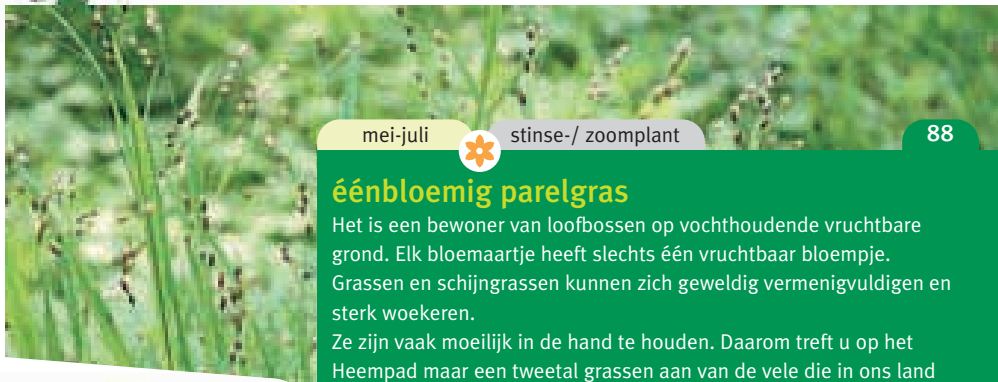 mei-juli
stinse-/ zoomplant
88
éénbloemig parelgras
Het is een bewoner van loofbossen op vochthoudende vruchtbare
grond. Elk bloemaartje heeft slechts één vruchtbaar bloempje.
Grassen en schijngrassen kunnen zich geweldig vermenigvuldigen en
sterk woekeren.
Ze zijn vaak moeilijk in de hand te houden. Daarom treft u op het
Heempad maar een tweetal grassen aan van de vele die in ons land